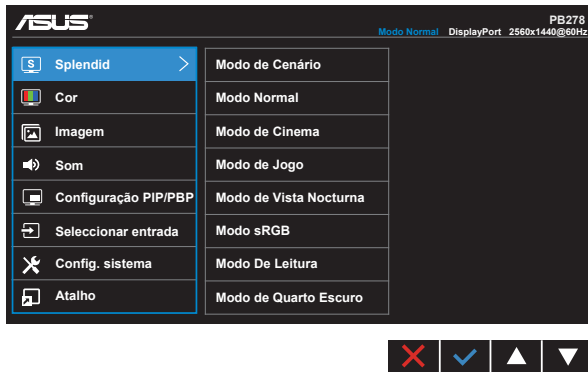 ASUS
PB278
Modo Normal DisplayPort 2560x1440@60Hz
S Splendid
Cor
Imagem
Som
Configuração PIP/PBP
Seleccionar entrada
Config. sistema
Atalho
Modo de Cenário
Modo Normal
Modo de Cinema
Modo de Jogo
Modo de Vista Nocturna
Modo sRGB
Modo De Leitura
Modo de Quarto Escuro